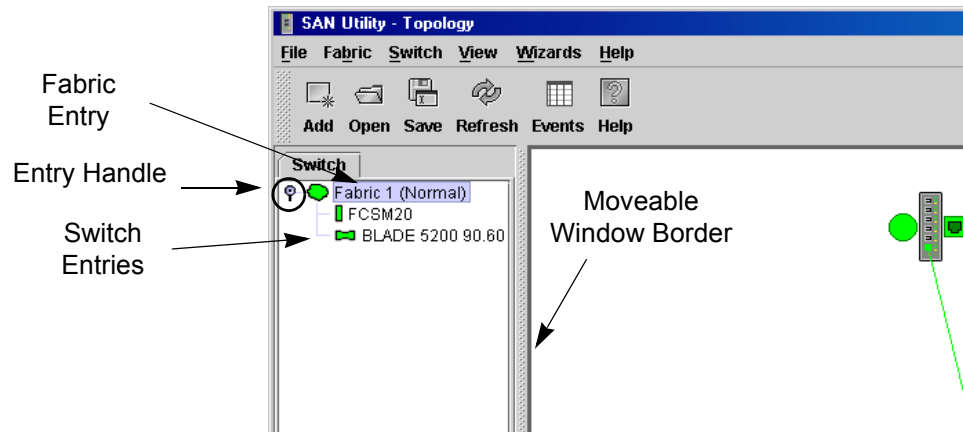 SAN Utility - Topology
File Fabric Switch View Wizards Help
Add Open Save Refresh Events Help
Switch
Fabric 1 (Normal)
FCSM20
BLADE 5200 90.60
Fabric
Entry
Entry Handle
Switch
Entries
Moveable
Window Border